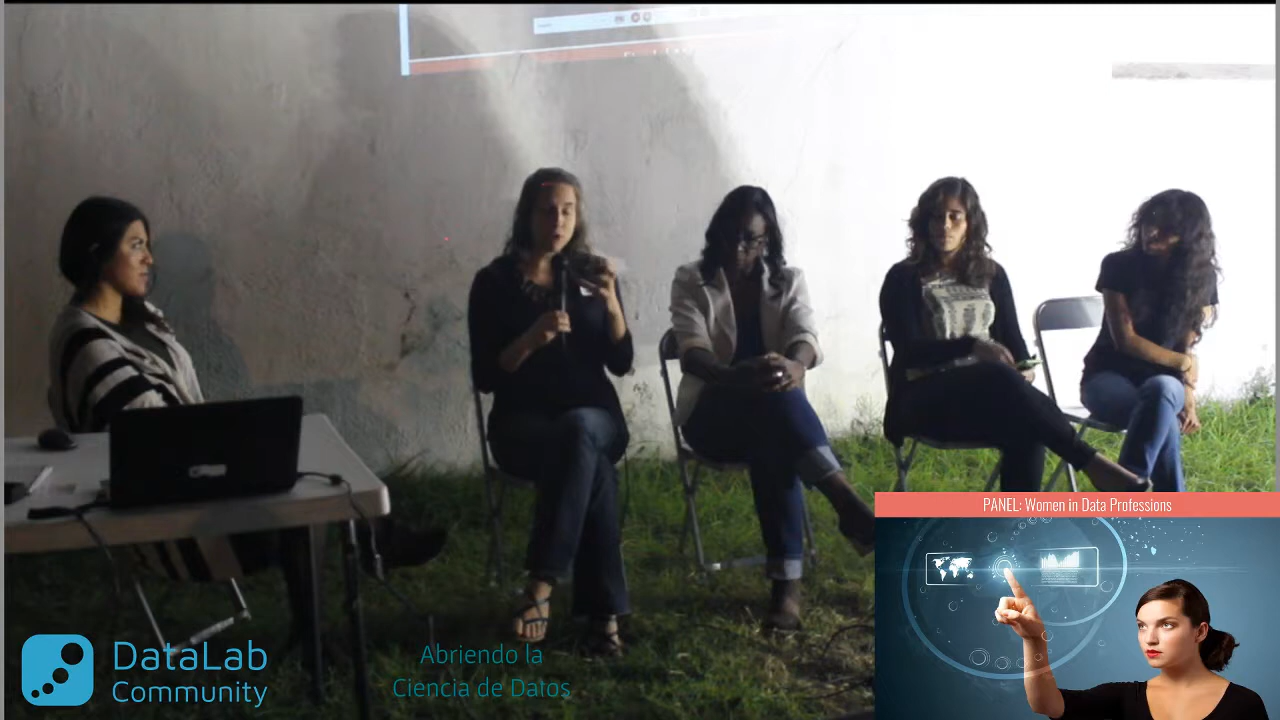 PANEL: Women in Data Professions
DataLab
Community
Abriendo la
Ciencia de Datos